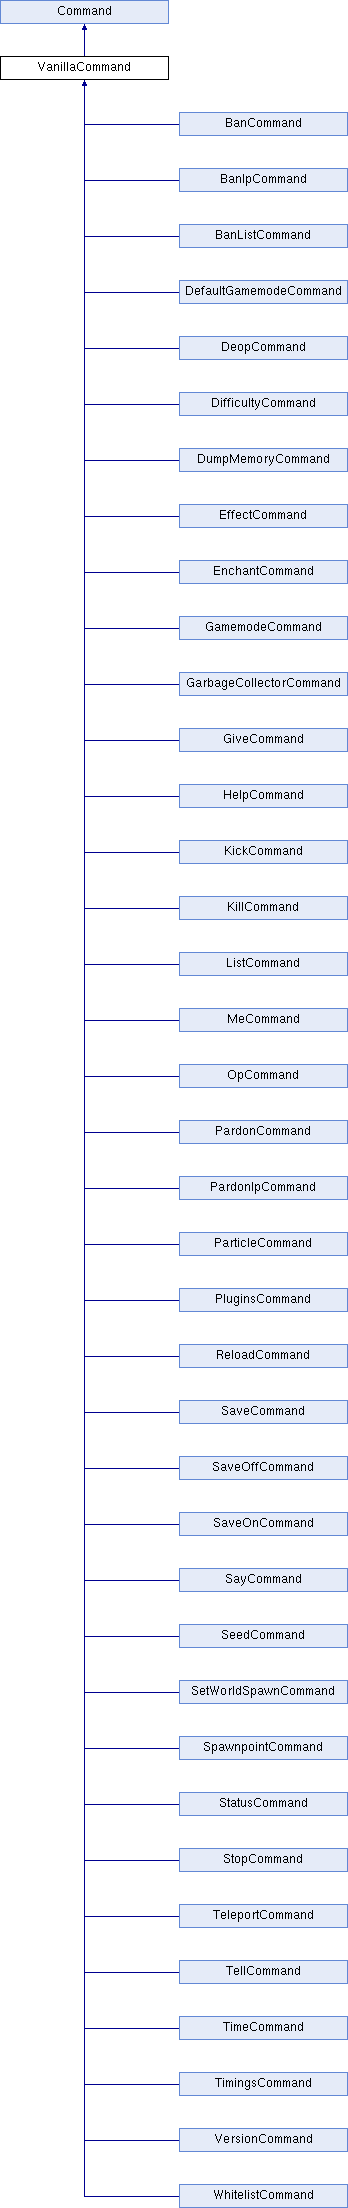 Command
VanillaCommand
BanCommand
BanIpCommand
BanListCommand
DefaultGamemodeCommand
DeopCommand
DifficultyCommand
DumpMemoryCommand
EffectCommand
EnchantCommand
GamemodeCommand
GarbageCollectorCommand
GiveCommand
HelpCommand
KickCommand
KillCommand
ListCommand
MeCommand
OpCommand
PardonCommand
PardonIpCommand
ParticleCommand
PluginsCommand
ReloadCommand
SaveCommand
SaveOffCommand
SaveOnCommand
SayCommand
SeedCommand
SetWorldSpawnCommand
SpawnpointCommand
StatusCommand
StopCommand
TeleportCommand
TellCommand
TimeCommand
TimingsCommand
VersionCommand
WhitelistCommand